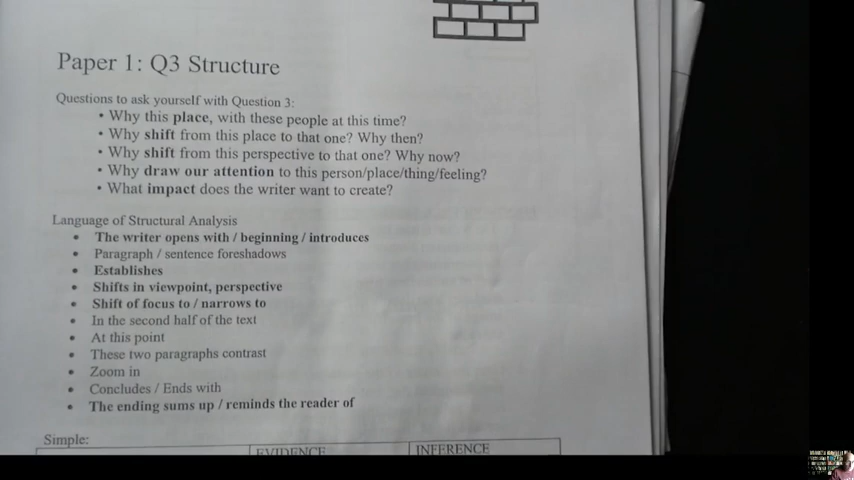 Paper 1: Q3 Structure
Questions to ask yourself with Question 3:
• Why this place, with these people at this time?
• Why shift from this place to that one? Why then?
• Why shift from this perspective to that one? Why now?
• Why draw our attention to this person/place/thing/feeling?
• What impact does the writer want to create?
Language of Structural Analysis
• The writer opens with / beginning / introduces
• Paragraph / sentence foreshadows
• Establishes
• Shifts in viewpoint, perspective
• Shift of focus to / narrows to
• In the second half of the text
• At this point
• These two paragraphs contrast
• Zoom in
• Concludes / Ends with
• The ending sums up / reminds the reader of
Simple:
EVIDENCE INFERENCE